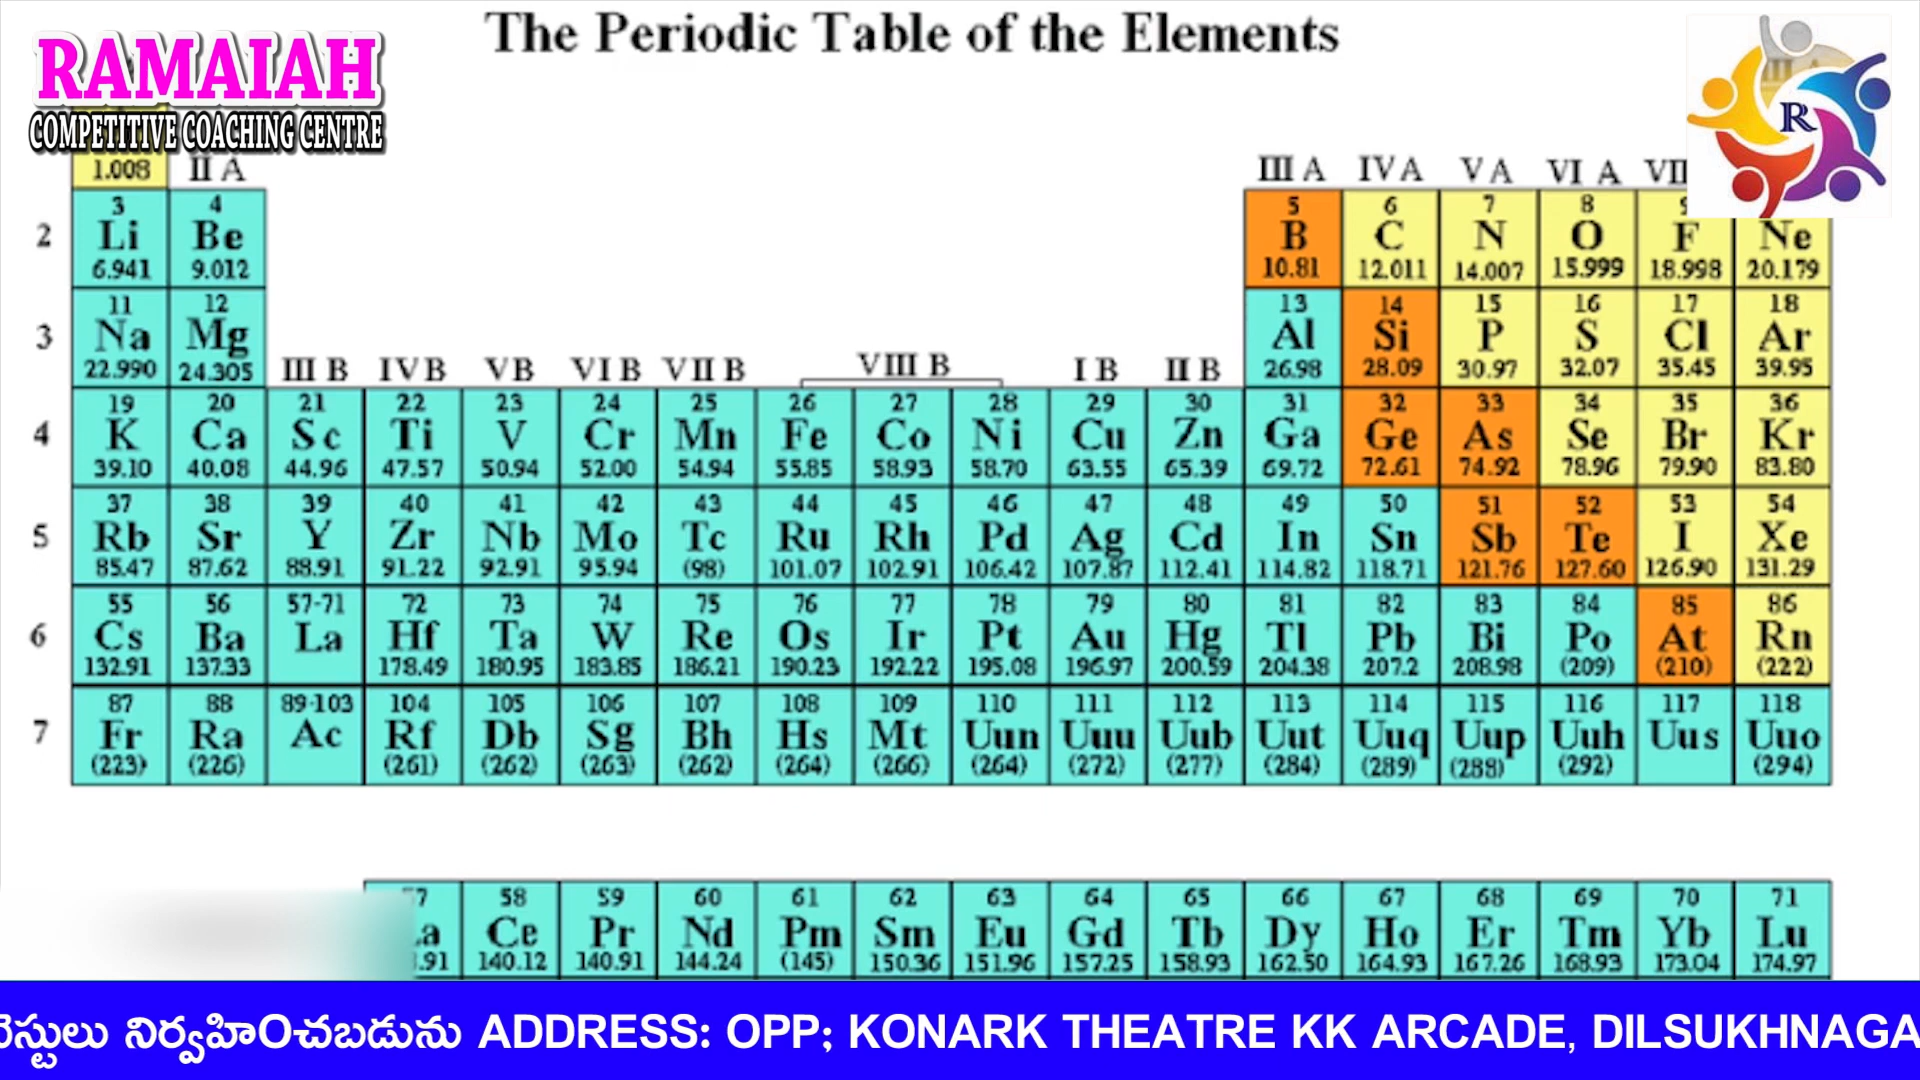 The Periodic Table of the Elements
RAMAIAH
COMPETITIVE COACHING CENTRE
R
1.008 II A III A IV A V A VI A VII
3 4 5 6 7 8
2 Li Be B C N O F Ne
6.941 9.012 10.81 12.011 14.007 15.999 18.998 20.179
11 12 13 14 15 16 17 18
3 Na Mg Al Si P S Cl Ar
22.990 24.305 III B IV B V B VI B VII B VIII B I B II B 26.98 28.09 30.97 32.07 35.45 39.95
19 20 21 22 23 24 25 26 27 28 29 30 31 32 33 34 35 36
4 K Ca Sc Ti V Cr Mn Fe Co Ni Cu Zn Ga Ge As Se Br Kr
39.10 40.08 44.96 47.57 50.94 52.00 54.94 55.85 58.93 58.70 63.55 65.39 69.72 72.61 74.92 78.96 79.90 83.80
37 38 39 40 41 42 43 44 45 46 47 48 49 50 51 52 53 54
5 Rb Sr Y Zr Nb Mo Tc Ru Rh Pd Ag Cd In Sn Sb Te I Xe
85.47 87.62 88.91 91.22 92.91 95.94 (98) 101.07 102.91 106.42 107.87 112.41 114.82 118.71 121.76 127.60 126.90 131.29
55 56 57-71 72 73 74 75 76 77 78 79 80 81 82 83 84 85 86
6 Cs Ba La Hf Ta W Re Os Ir Pt Au Hg Tl Pb Bi Po At Rn
132.91 137.33 178.49 180.95 183.85 186.21 190.23 192.22 195.08 196.97 200.59 204.38 207.2 208.98 (209) (210) (222)
87 88 89-103 104 105 106 107 108 109 110 111 112 113 114 115 116 117 118
7 Fr Ra Ac Rf Db Sg Bh Hs Mt Uun Uuu Uub Uut Uuq Uup Uuh Uus Uuo
(223) (226) (261) (262) (263) (262) (264) (266) (264) (272) (277) (284) (289) (288) (292) (294)
7 58 59 60 61 62 63 64 65 66 67 68 69 70 71
a Ce Pr Nd Pm Sm Eu Gd Tb Dy Ho Er Tm Yb Lu
.91 140.12 140.91 144.24 (145) 150.36 151.96 157.25 158.93 162.50 164.93 167.26 168.93 173.04 174.97
నిర్వహిOచబడును ADDRESS: OPP; KONARK THEATRE KK ARCADE, DILSUKHNAGA